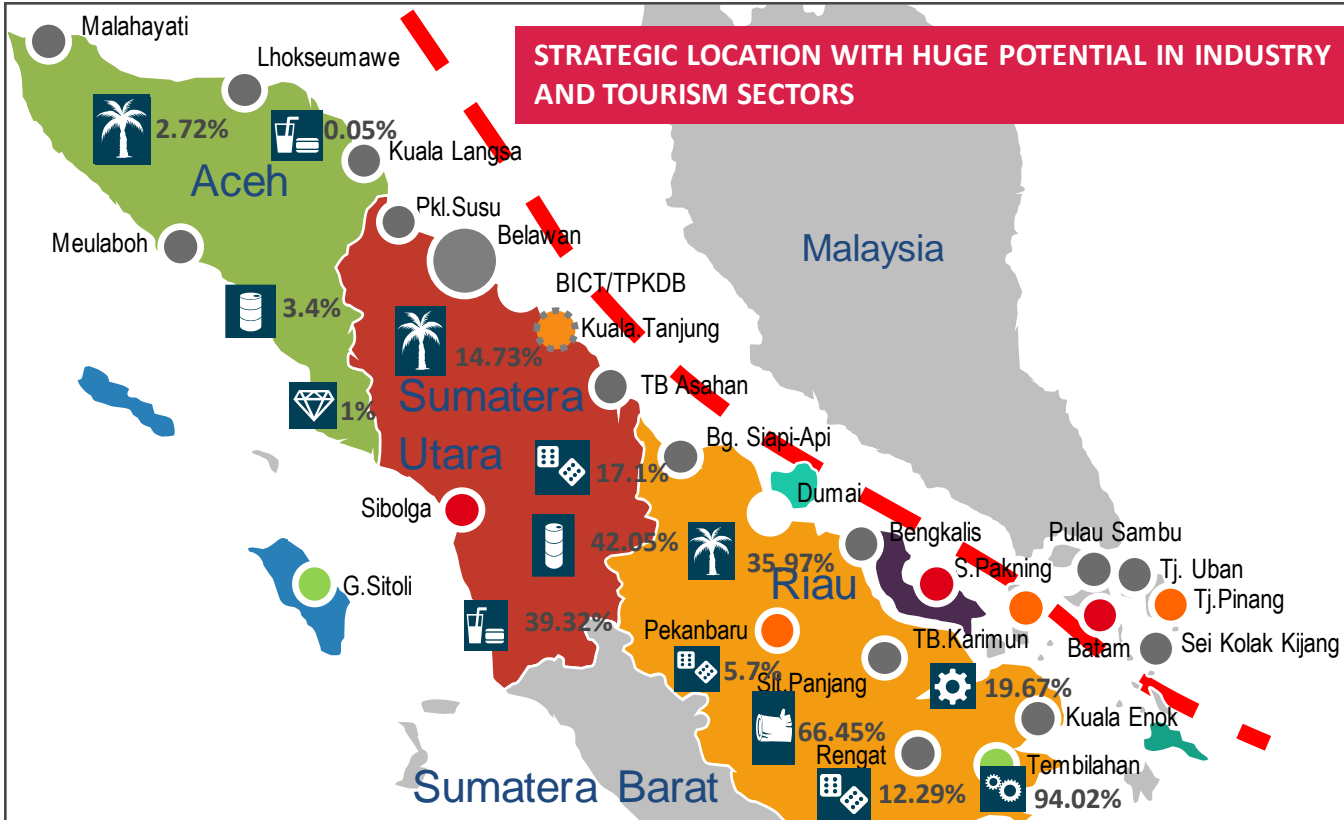 Malahayati
STRATEGIC LOCATION WITH HUGE POTENTIAL IN INDUSTRY
AND TOURISM SECTORS
Lhokseumawe
2.72%
0.05%
Kuala Langsa
Aceh
Pkl.Susu
Belawan
Meulaboh
Malaysia
BICT/TPKDB
3.4%
Kuala.Tanjung
14.73%
TB Asahan
Sumatera
Utara
1%
Bg. Siapi-Api
17.1%
Dumai
Sibolga
42.05%
35.97%
Bengkalis
Pulau Sambu
S.Pakning
Tj. Uban
Riau
G.Sitoli
Tj.Pinang
39.32%
Pekanbaru
TB.Karimun
Batam
Sei Kolak Kijang
5.7%
Slt.Panjang
19.67%
Kuala Enok
66.45%
Rengat
Tembilahan
Sumatera Barat
12.29%
94.02%